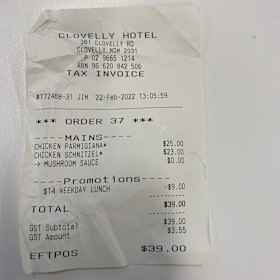 CLOVELLY HOTEL
381 CLOVELLY RD
CLOVELLY NSW 2031
P 02 9665 1214
ABN 96 620 842 506
TAX INVOICE
#172488-31 JIM 22-Feb-2022 13:05:59
*** ORDER 37 ***
----MAINS----
CHICKEN PARMIGIANA* $25.00
CHICKEN SCHNITZEL* $23.00
-> MUSHROOM SAUCE $0.00
----Promotions----
$14 WEEKDAY LUNCH -$9.00
TOTAL $39.00
GST Subtotal $39.00
GST Amount $3.55
EFTPOS $39.00